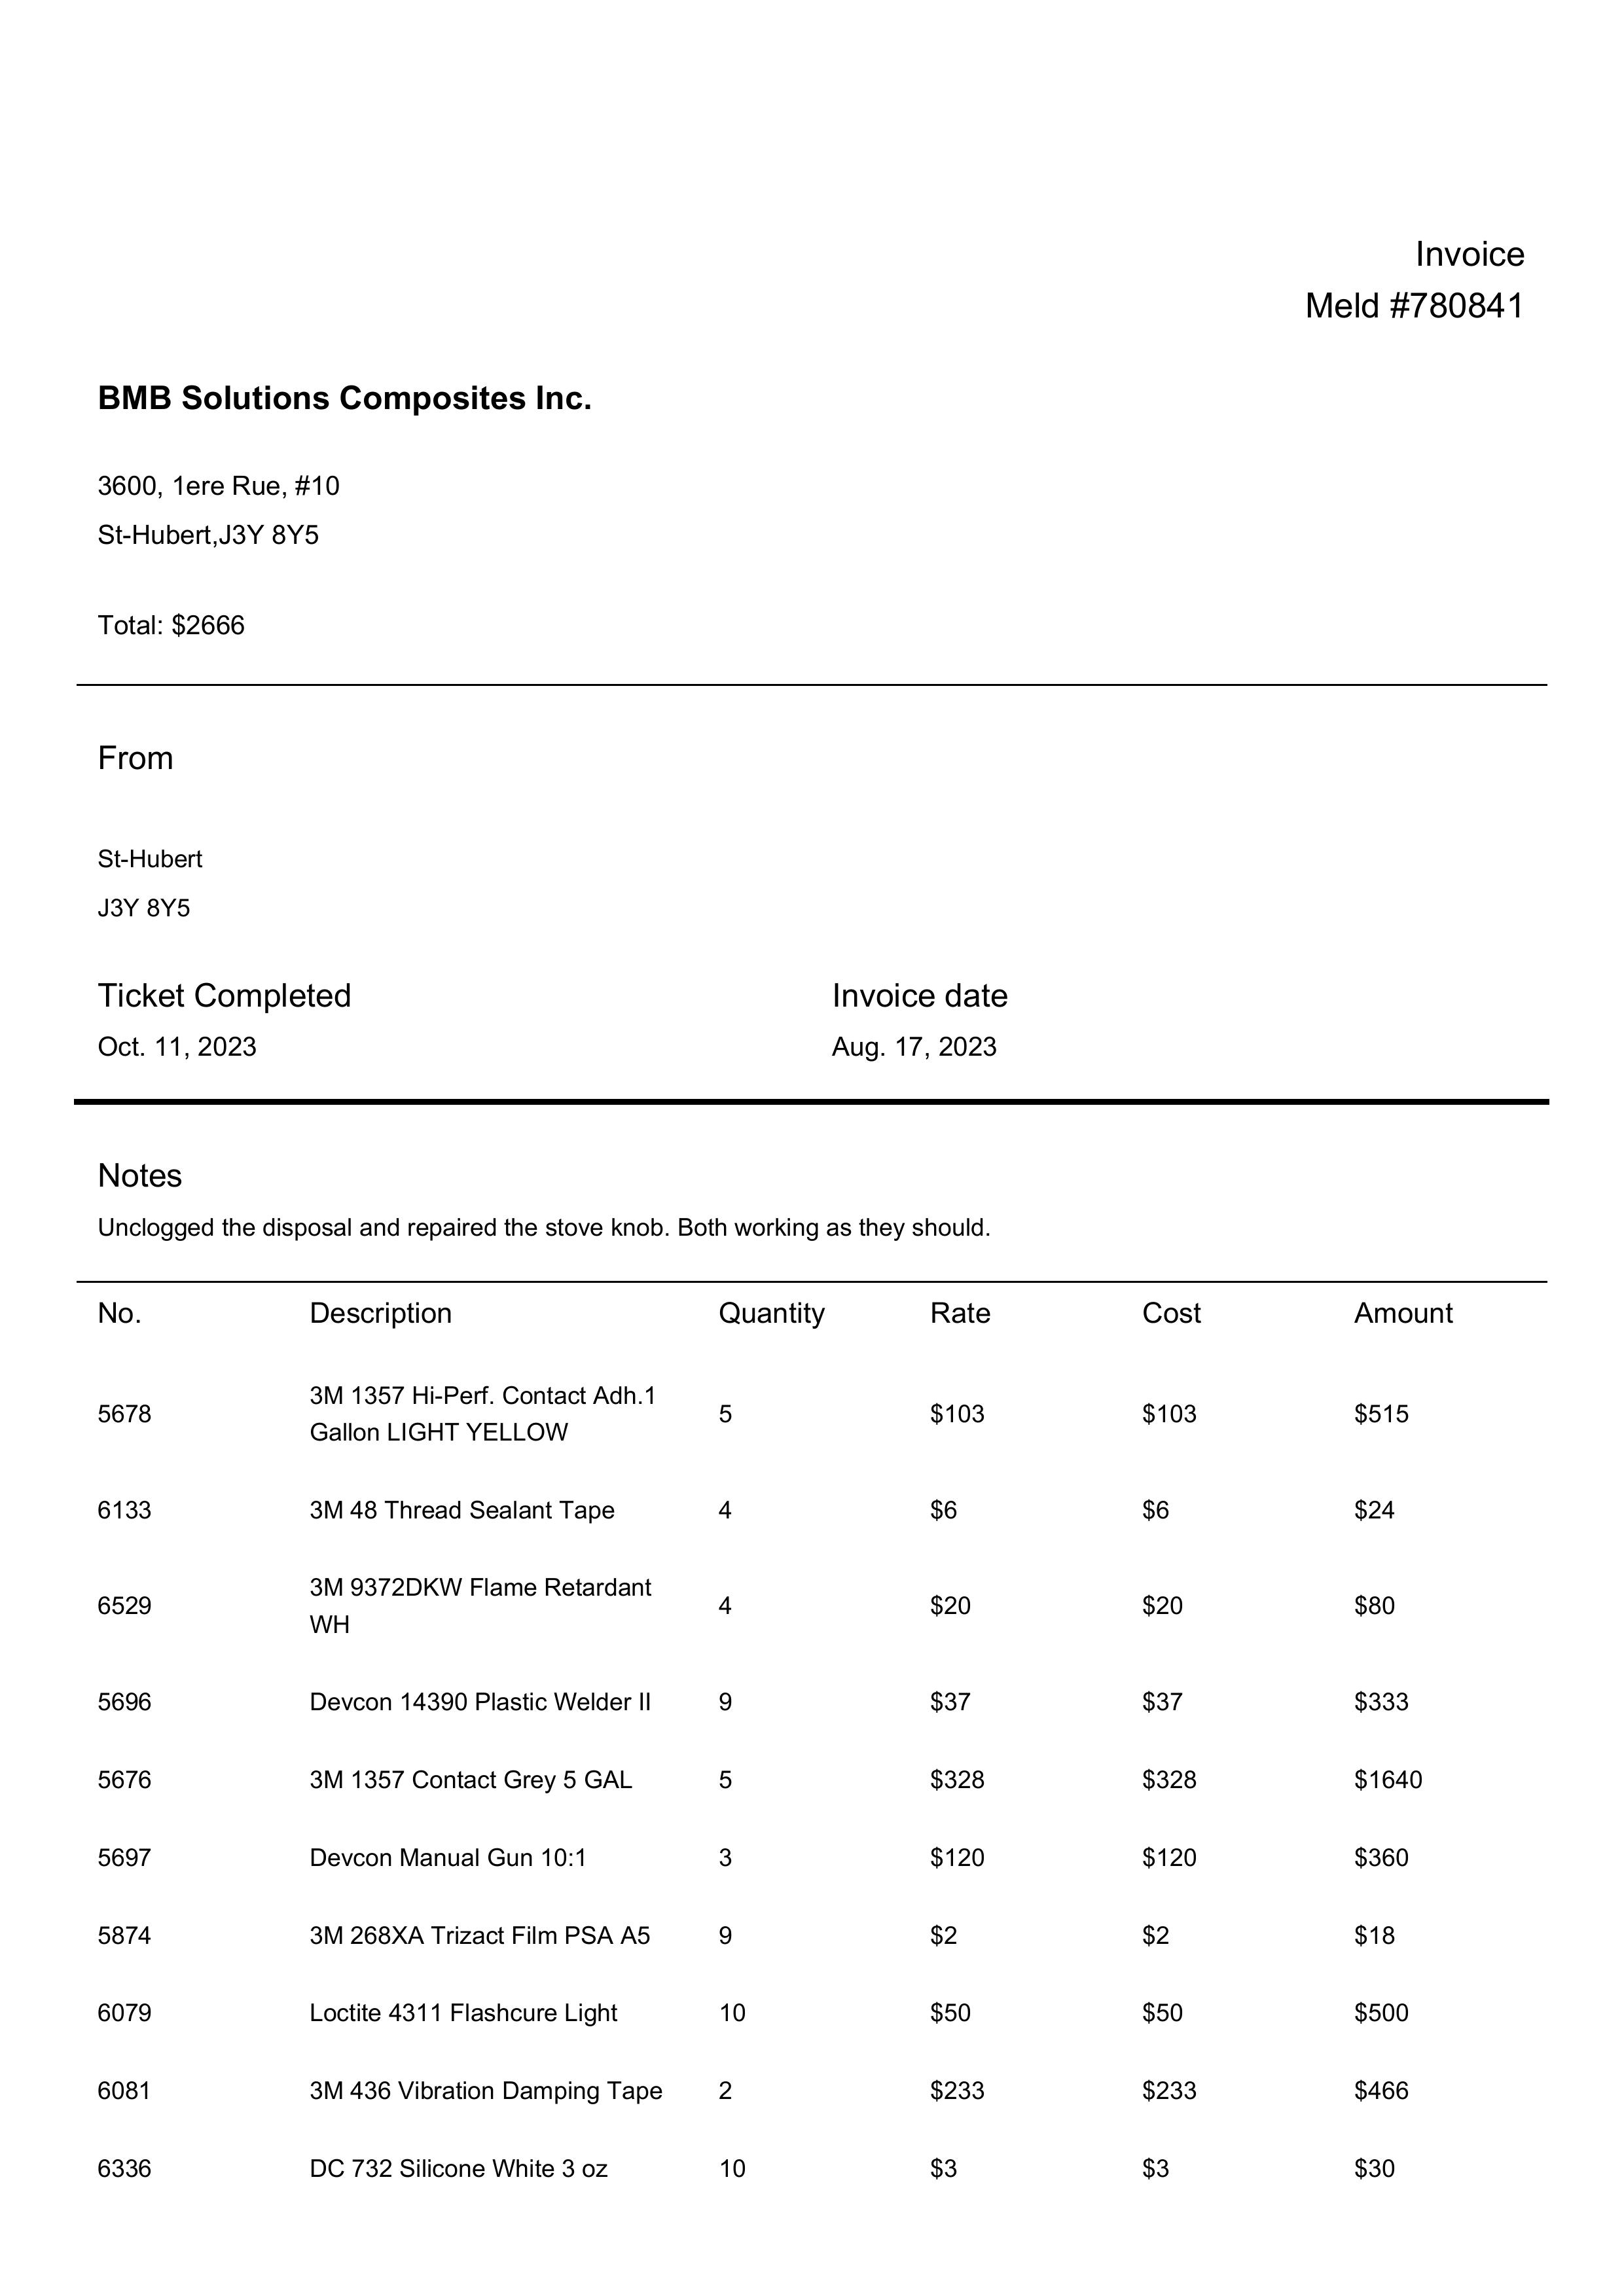 Invoice
Meld #780841
BMB Solutions Composites Inc.
3600, 1ere Rue, #10
St-Hubert,J3Y 8Y5
Total: $2666
From
St-Hubert
J3Y 8Y5
Ticket Completed Invoice date
Oct. 11, 2023 Aug. 17, 2023
Notes
Unclogged the disposal and repaired the stove knob. Both working as they should.
No. Description Quantity Rate Cost Amount
5678 3M 1357 Hi-Perf. Contact Adh.1 Gallon LIGHT YELLOW 5 $103 $103 $515
6133 3M 48 Thread Sealant Tape 4 $6 $6 $24
6529 3M 9372DKW Flame Retardant WH 4 $20 $20 $80
5696 Devcon 14390 Plastic Welder II 9 $37 $37 $333
5676 3M 1357 Contact Grey 5 GAL 5 $328 $328 $1640
5697 Devcon Manual Gun 10:1 3 $120 $120 $360
5874 3M 268XA Trizact Film PSA A5 9 $2 $2 $18
6079 Loctite 4311 Flashcure Light 10 $50 $50 $500
6081 3M 436 Vibration Damping Tape 2 $233 $233 $466
6336 DC 732 Silicone White 3 oz 10 $3 $3 $30